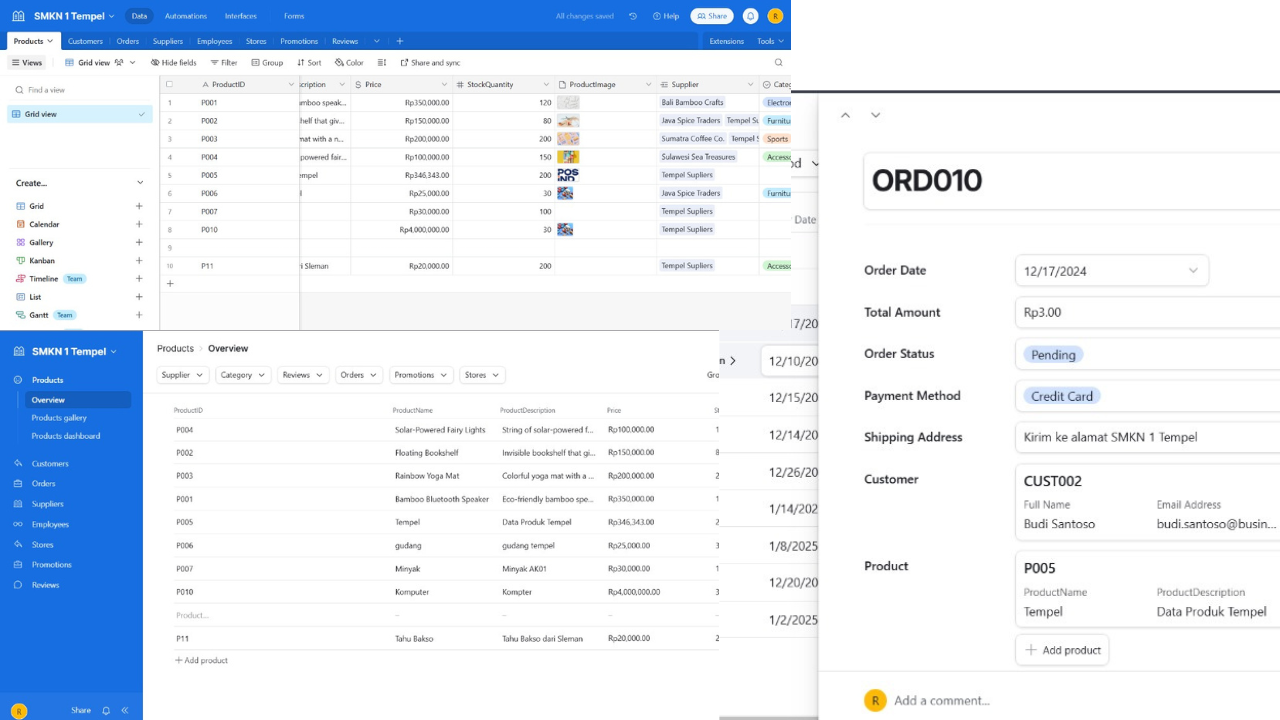 SMKN 1 Tempel Data Automations Interfaces Forms All changes saved Help Share R
Products Customers Orders Suppliers Employees Stores Promotions Reviews Extensions Tools
Views Grid view Hide fields Filter Group Sort Color Share and sync
Find a view
Grid view
Create...
Grid
Calendar
Gallery
Kanban
Timeline Team
List
Gantt Team
A ProductID cription Price StockQuantity ProductImage Supplier Categ
1 P001 amboo speak... Rp350,000.00 120 Bali Bamboo Crafts Electron
2 P002 helf that giv... Rp150,000.00 80 Java Spice Traders Tempel Su Furnitu
3 P003 mat with a n... Rp200,000.00 200 Sumatra Coffee Co. Tempel S Sports
4 P004 powered fair... Rp100,000.00 150 Sulawesi Sea Treasures Accesso
5 P005 empel Rp346,343.00 200 Tempel Supliers
6 P006 l Rp25,000.00 30 Java Spice Traders Furnitu
7 P007 Rp30,000.00 100 Tempel Supliers
8 P010 Rp4,000,000.00 30 Tempel Supliers
9
10 P11 i Sleman Rp20,000.00 200 Tempel Supliers Accesso
SMKN 1 Tempel
Products
Overview
Products gallery
Products dashboard
Customers
Orders
Suppliers
Employees
Stores
Promotions
Reviews
R Share
Products Overview
Supplier Category Reviews Orders Promotions Stores Gro
ProductID ProductName ProductDescription Price St
P004 Solar-Powered Fairy Lights String of solar-powered f... Rp100,000.00 1
P002 Floating Bookshelf Invisible bookshelf that gi... Rp150,000.00 8
P003 Rainbow Yoga Mat Colorful yoga mat with a ... Rp200,000.00 2
P001 Bamboo Bluetooth Speaker Eco-friendly bamboo spe... Rp350,000.00 1
P005 Tempel Data Produk Tempel Rp346,343.00 2
P006 gudang gudang tempel Rp25,000.00 3
P007 Minyak Minyak AK01 Rp30,000.00 1
P010 Komputer Kompter Rp4,000,000.00 3
Product... – – –
P11 Tahu Bakso Tahu Bakso dari Sleman Rp20,000.00 2
+ Add product
od
Date
17/20
n
12/10/20
12/15/20
12/14/20
12/26/20
1/14/202
1/8/2025
12/20/20
1/2/2025
ORD010
Order Date 12/17/2024
Total Amount Rp3.00
Order Status Pending
Payment Method Credit Card
Shipping Address Kirim ke alamat SMKN 1 Tempel
Customer CUST002
Full Name Email Address
Budi Santoso budi.santoso@busin...
Product P005
ProductName ProductDescription
Tempel Data Produk Tempel
+ Add product
R Add a comment...